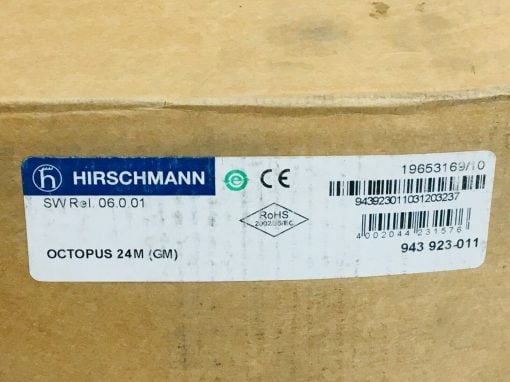 HIRSCHMANN
CE
19653169/10
SW Rel. 06.0.01
943923011031203237
RoHS
2002/95/EC
4 002044 231576
OCTOPUS 24M (GM)
943 923-011